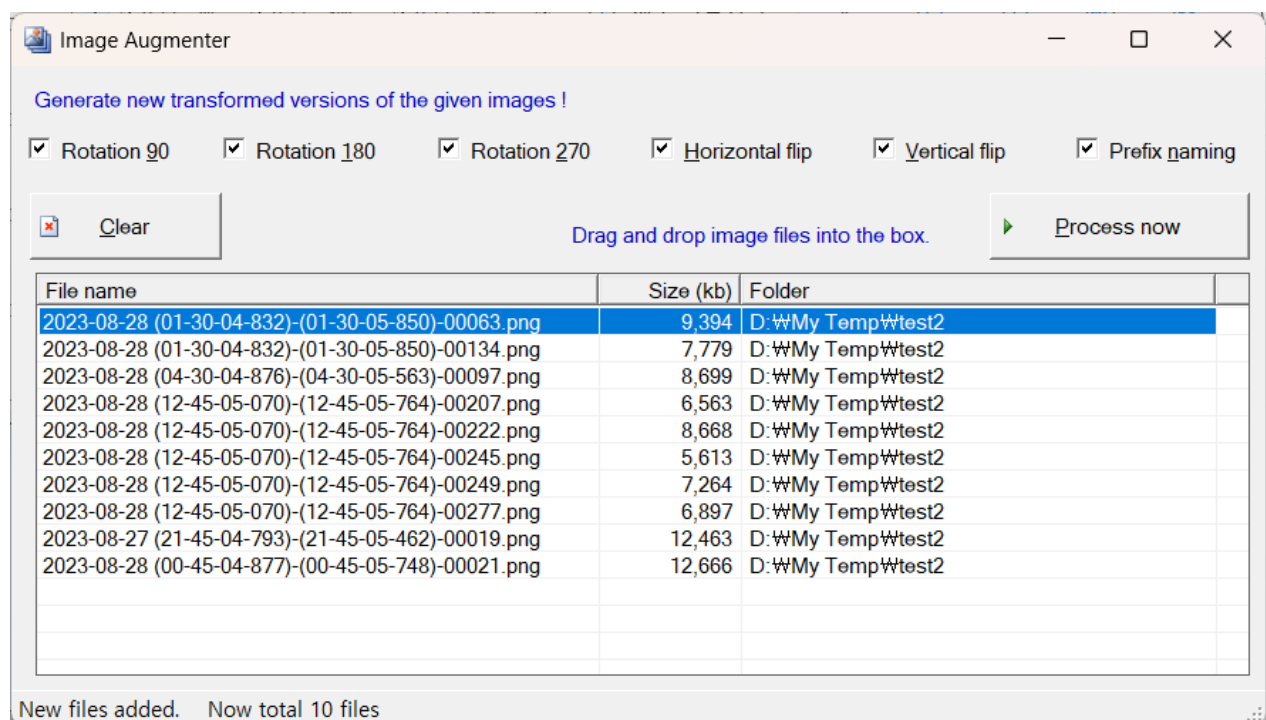 Image Augmenter
Generate new transformed versions of the given images !
Rotation 90 Rotation 180 Rotation 270 Horizontal flip Vertical flip Prefix naming
Clear
Drag and drop image files into the box.
Process now
File name Size (kb) Folder
2023-08-28 (01-30-04-832)-(01-30-05-850)-00063.png 9,394 D:₩My Temp₩test2
2023-08-28 (01-30-04-832)-(01-30-05-850)-00134.png 7,779 D:₩My Temp₩test2
2023-08-28 (04-30-04-876)-(04-30-05-563)-00097.png 8,699 D:₩My Temp₩test2
2023-08-28 (12-45-05-070)-(12-45-05-764)-00207.png 6,563 D:₩My Temp₩test2
2023-08-28 (12-45-05-070)-(12-45-05-764)-00222.png 8,668 D:₩My Temp₩test2
2023-08-28 (12-45-05-070)-(12-45-05-764)-00245.png 5,613 D:₩My Temp₩test2
2023-08-28 (12-45-05-070)-(12-45-05-764)-00249.png 7,264 D:₩My Temp₩test2
2023-08-28 (12-45-05-070)-(12-45-05-764)-00277.png 6,897 D:₩My Temp₩test2
2023-08-27 (21-45-04-793)-(21-45-05-462)-00019.png 12,463 D:₩My Temp₩test2
2023-08-28 (00-45-04-877)-(00-45-05-748)-00021.png 12,666 D:₩My Temp₩test2
New files added. Now total 10 files